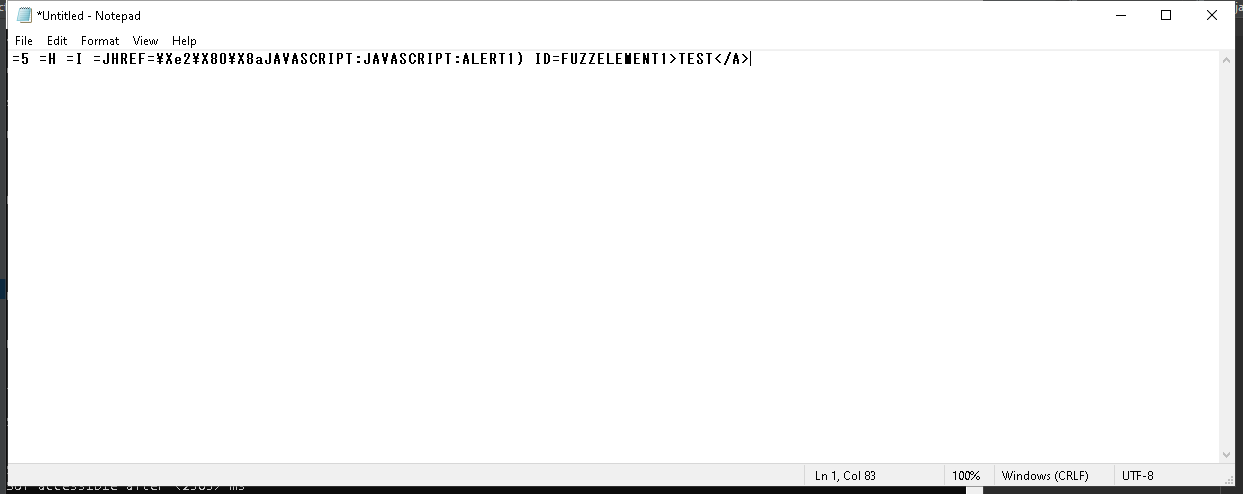 *Untitled - Notepad
File Edit Format View Help
=5 =H =I =JHREF=¥Xe2¥X80¥X8aJAVASCRIPT:JAVASCRIPT:ALERT1) ID=FUZZELEMENT1>TEST</A>
Ln 1, Col 83 100% Windows (CRLF) UTF-8